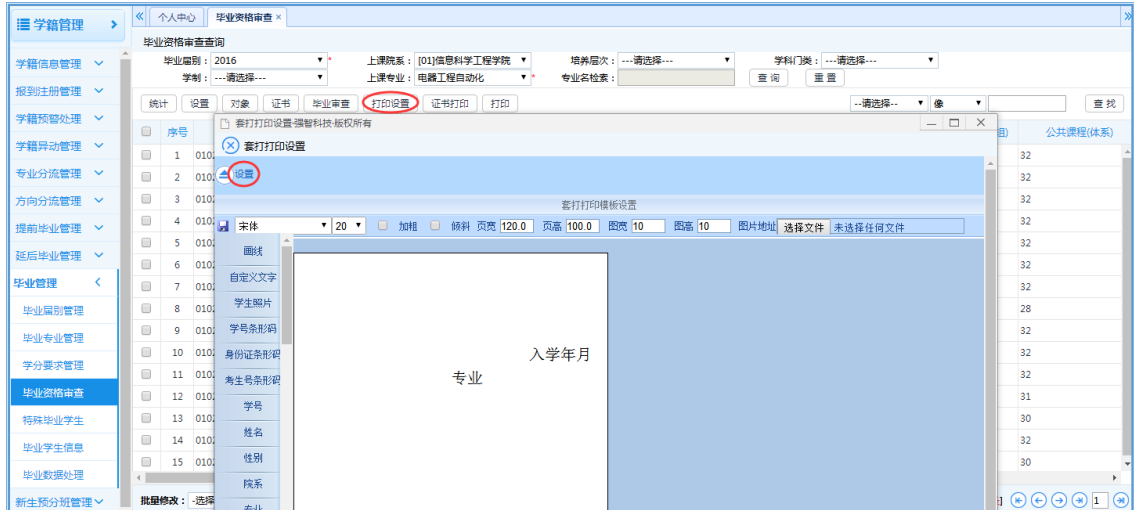 学籍管理
个人中心 毕业资格审查 ×
毕业资格审查查询
毕业届别： 2016 * 上课院系： [01]信息科学工程学院 培养层次： ---请选择--- 学科门类： ---请选择---
学制： ---请选择--- 上课专业： 电器工程自动化 * 专业名检索： 查 询 重 置
统计 设置 对象 证书 毕业审查 打印设置 证书打印 打印 --请选择-- 像 查 找
序号 公共课程(体系)
套打打印设置-强智科技-版权所有
套打打印设置
设置
套打打印模板设置
宋体 20 加粗 倾斜 页宽 120.0 页高 100.0 图宽 10 图高 10 图片地址 选择文件 未选择任何文件
画线
自定义文字
学生照片
学号条形码
身份证条形码
考生号条形码
学号
姓名
性别
院系
专业
入学年月
专业
学籍信息管理
报到注册管理
学籍预警处理
学籍异动管理
专业分流管理
方向分流管理
提前毕业管理
延后毕业管理
毕业管理
毕业届别管理
毕业专业管理
学分要求管理
毕业资格审查
特殊毕业学生
毕业学生信息
毕业数据处理
新生预分班管理
1 32
2 32
3 32
4 32
5 32
6 32
7 32
8 28
9 32
10 32
11 32
12 31
13 30
14 32
15 30
批量修改： -选择 1